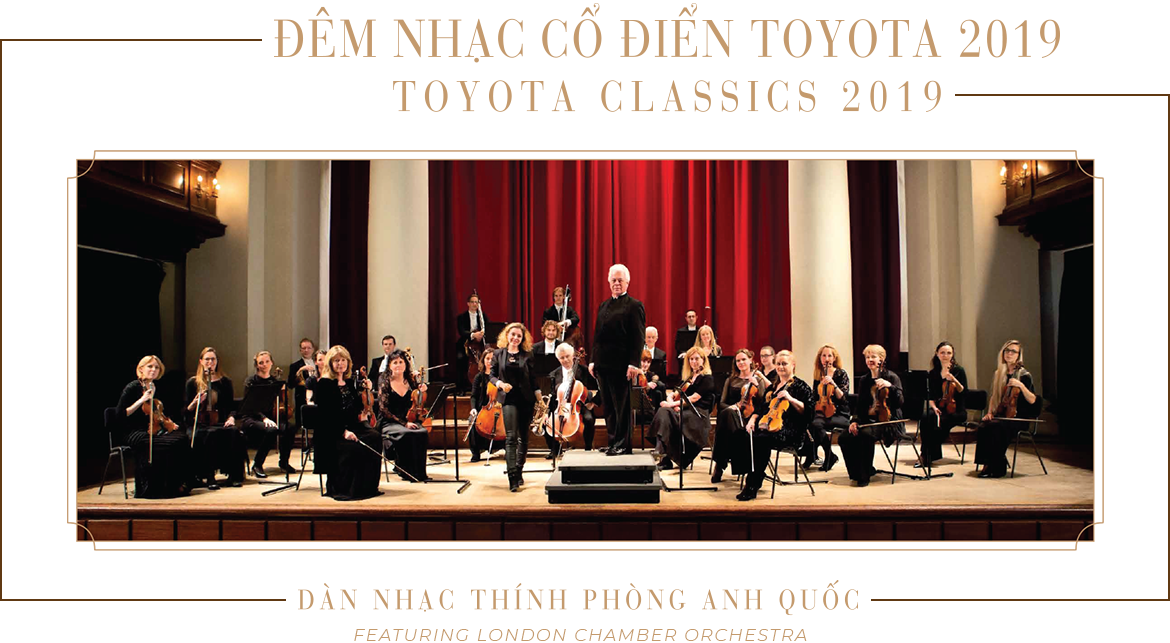 ĐÊM NHẠC CỔ ĐIỂN TOYOTA 2019
TOYOTA CLASSICS 2019
DÀN NHẠC THÍNH PHÒNG ANH QUỐC
FEATURING LONDON CHAMBER ORCHESTRA